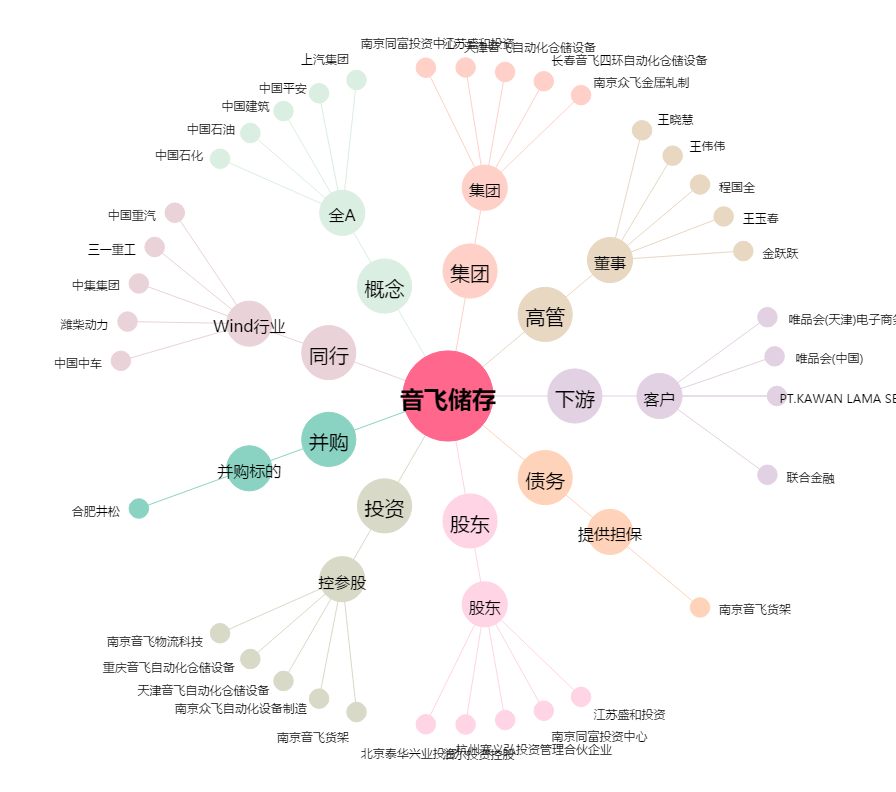 南京同富投资中心
江苏盛和投资
天津音飞自动化仓储设备
长春音飞四环自动化仓储设备
南京众飞金属轧制
上汽集团
中国平安
中国建筑
中国石油
中国石化
全A
概念
集团
集团
王晓慧
王伟伟
程国全
王玉春
金跃跃
董事
高管
中国重汽
三一重工
中集集团
潍柴动力
中国中车
Wind行业
同行
音飞储存
下游
客户
唯品会(天津)电子商
唯品会(中国)
PT.KAWAN LAMA SE
联合金融
并购
并购标的
合肥井松
投资
控参股
南京音飞物流科技
重庆音飞自动化仓储设备
天津音飞自动化仓储设备
南京众飞自动化设备制造
南京音飞货架
股东
股东
债务
提供担保
南京音飞货架
江苏盛和投资
南京同富投资中心
北京泰华兴业投资